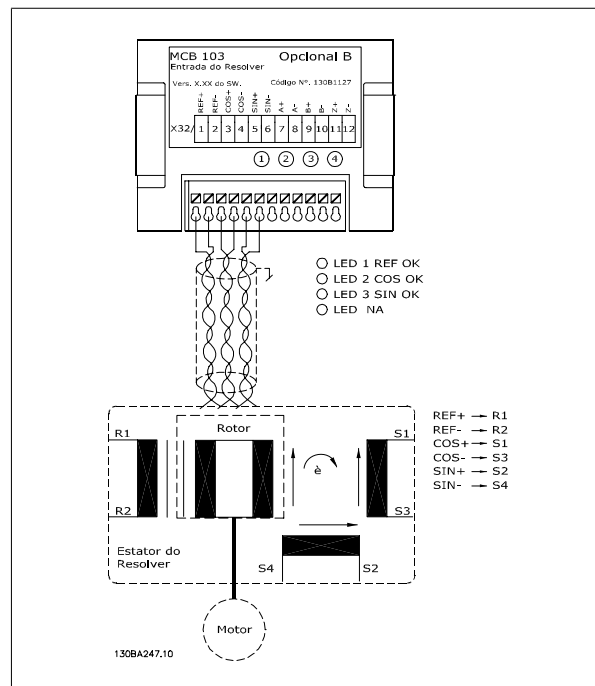 MCB 103 Opcional B
Entrada do Resolver
Vers. X.XX do SW. Código Nº. 130B1127
REF+ REF- COS+ COS- SIN+ SIN- A+ A- B+ B- Z+ Z-
X32/ 1 2 3 4 5 6 7 8 9 10 11 12
1 2 3 4
LED 1 REF OK
LED 2 COS OK
LED 3 SIN OK
LED NA
Rotor
R1
S1
è
R2
S3
Estator do
Resolver
S4 S2
Motor
REF+ → R1
REF- → R2
COS+ → S1
COS- → S3
SIN+ → S2
SIN- → S4
130BA247.10